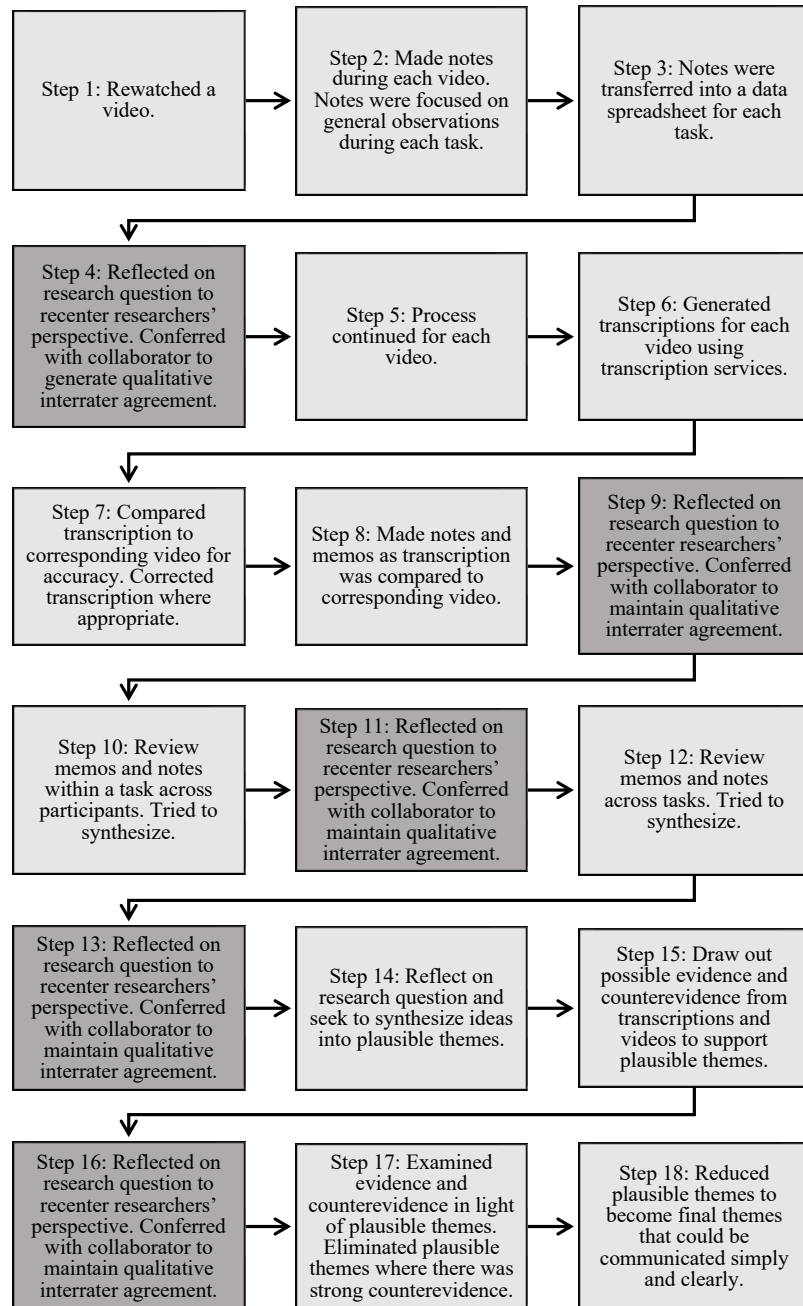 Step 1: Rewatched a
video.
Step 2: Made notes
during each video.
Notes were focused on
general observations
during each task.
Step 3: Notes were
transferred into a data
spreadsheet for each
task.
Step 4: Reflected on
research question to
recenter researchers’
perspective. Conferred
with collaborator to
generate qualitative
interrater agreement.
Step 5: Process
continued for each
video.
Step 6: Generated
transcriptions for each
video using
transcription services.
Step 7: Compared
transcription to
corresponding video for
accuracy. Corrected
transcription where
appropriate.
Step 8: Made notes and
memos as transcription
was compared to
corresponding video.
Step 9: Reflected on
research question to
recenter researchers’
perspective. Conferred
with collaborator to
maintain qualitative
interrater agreement.
Step 10: Review
memos and notes
within a task across
participants. Tried to
synthesize.
Step 11: Reflected on
research question to
recenter researchers’
perspective. Conferred
with collaborator to
maintain qualitative
interrater agreement.
Step 12: Review
memos and notes
across tasks. Tried to
synthesize.
Step 13: Reflected on
research question to
recenter researchers’
perspective. Conferred
with collaborator to
maintain qualitative
interrater agreement.
Step 14: Reflect on
research question and
seek to synthesize ideas
into plausible themes.
Step 15: Draw out
possible evidence and
counterevidence from
transcriptions and
videos to support
plausible themes.
Step 16: Reflected on
research question to
recenter researchers’
perspective. Conferred
with collaborator to
maintain qualitative
interrater agreement.
Step 17: Examined
evidence and
counterevidence in light
of plausible themes.
Eliminated plausible
themes where there was
strong counterevidence.
Step 18: Reduced
plausible themes to
become final themes
that could be
communicated simply
and clearly.